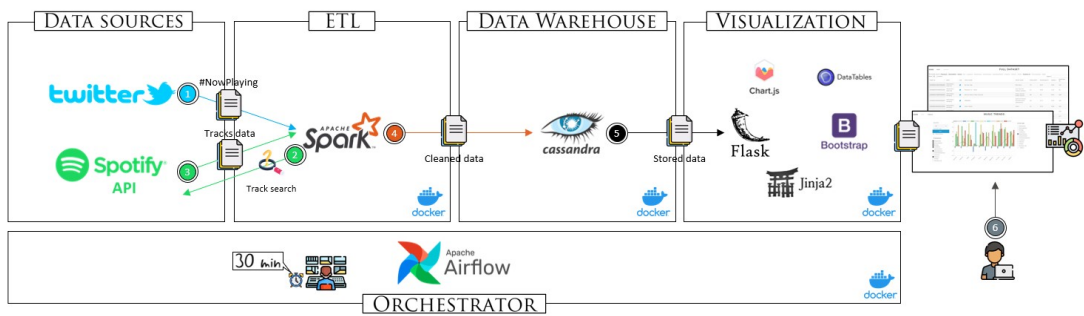 DATA SOURCES
ETL
DATA WAREHOUSE
VISUALIZATION
#NowPlaying
twitter
1
Tracks data
Spotify
API
3
2
Track search
APACHE
Spark
4
Cleaned data
docker
cassandra
5
Stored data
docker
Chart.js
DataTables
Flask
Bootstrap
Jinja2
docker
6
30 min.
Apache
Airflow
docker
ORCHESTRATOR